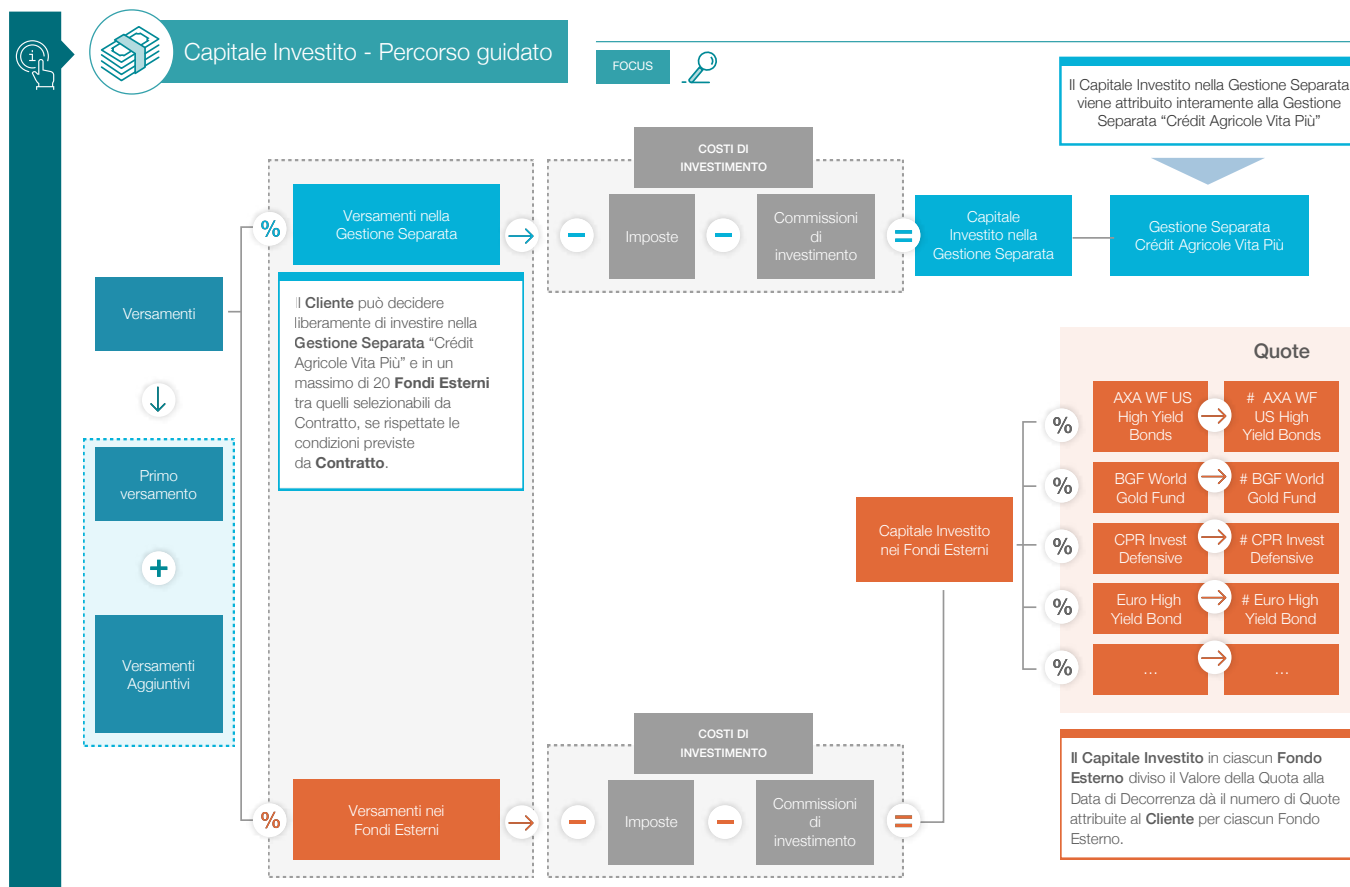 Capitale Investito - Percorso guidato
FOCUS
Il Capitale Investito nella Gestione Separata
viene attribuito interamente alla Gestione
Separata “Crédit Agricole Vita Più”
COSTI DI
INVESTIMENTO
%
Versamenti nella
Gestione Separata
Imposte
Commissioni
di
investimento
=
Capitale
Investito nella
Gestione Separata
Gestione Separata
Crédit Agricole Vita Più
Versamenti
Il Cliente può decidere
liberamente di investire nella
Gestione Separata “Crédit
Agricole Vita Più” e in un
massimo di 20 Fondi Esterni
tra quelli selezionabili da
Contratto, se rispettate le
condizioni previste
da Contratto.
Primo
versamento
+
Versamenti
Aggiuntivi
Capitale Investito
nei Fondi Esterni
Quote
%
AXA WF US
High Yield
Bonds
# AXA WF
US High
Yield Bonds
%
BGF World
Gold Fund
# BGF World
Gold Fund
%
CPR Invest
Defensive
# CPR Invest
Defensive
%
Euro High
Yield Bond
# Euro High
Yield Bond
%
...
...
COSTI DI
INVESTIMENTO
%
Versamenti nei
Fondi Esterni
Imposte
Commissioni
di
investimento
=
Il Capitale Investito in ciascun Fondo
Esterno diviso il Valore della Quota alla
Data di Decorrenza dà il numero di Quote
attribuite al Cliente per ciascun Fondo
Esterno.